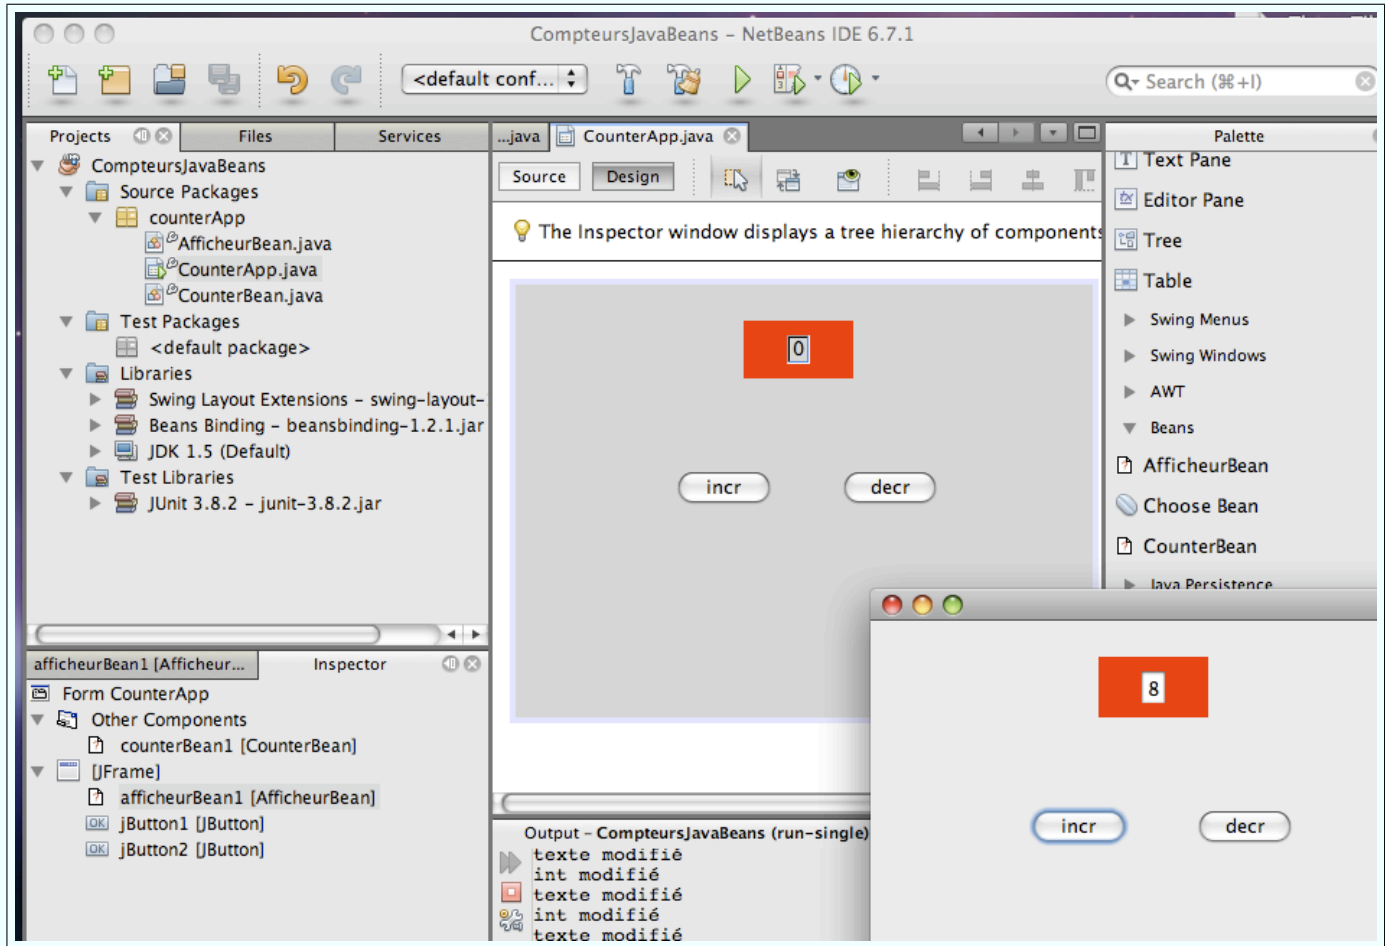 CompteursJavaBeans – NetBeans IDE 6.7.1
<default conf...
Search (⌘+I)
Projects
Files
Services
CompteursJavaBeans
Source Packages
counterApp
AfficheurBean.java
CounterApp.java
CounterBean.java
Test Packages
<default package>
Libraries
Swing Layout Extensions – swing-layout-
Beans Binding – beansbinding-1.2.1.jar
JDK 1.5 (Default)
Test Libraries
JUnit 3.8.2 – junit-3.8.2.jar
afficheurBean1 [Afficheur...
Inspector
Form CounterApp
Other Components
counterBean1 [CounterBean]
[JFrame]
afficheurBean1 [AfficheurBean]
OK jButton1 [JButton]
OK jButton2 [JButton]
...java
CounterApp.java
Source
Design
The Inspector window displays a tree hierarchy of components
0
incr
decr
Output – CompteursJavaBeans (run-single)
texte modifié
int modifié
texte modifié
int modifié
texte modifié
Palette
Text Pane
Editor Pane
Tree
Table
Swing Menus
Swing Windows
AWT
Beans
AfficheurBean
Choose Bean
CounterBean
Java Persistence
8
incr
decr